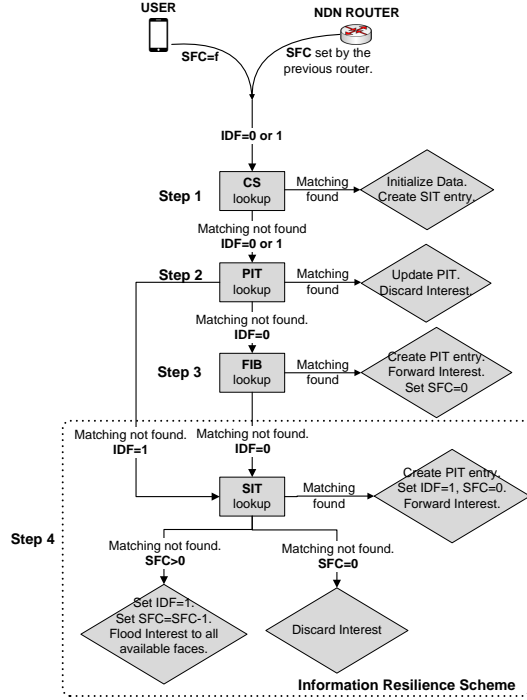 USER
NDN ROUTER
SFC=f
SFC set by the
previous router.
IDF=0 or 1
Step 1
CS
lookup
Matching
found
Initialize Data.
Create SIT entry.
Matching not found
IDF=0 or 1
Step 2
PIT
lookup
Matching
found
Update PIT.
Discard Interest.
Matching not found.
IDF=0
Step 3
FIB
lookup
Matching
found
Create PIT entry.
Forward Interest.
Set SFC=0
Matching not found.
IDF=1
Matching not found.
IDF=0
Step 4
SIT
lookup
Matching
found
Create PIT entry.
Set IDF=1, SFC=0.
Forward Interest.
Matching not found.
SFC>0
Matching not found.
SFC=0
Set IDF=1.
Set SFC=SFC-1.
Flood Interest to all
available faces.
Discard Interest
Information Resilience Scheme